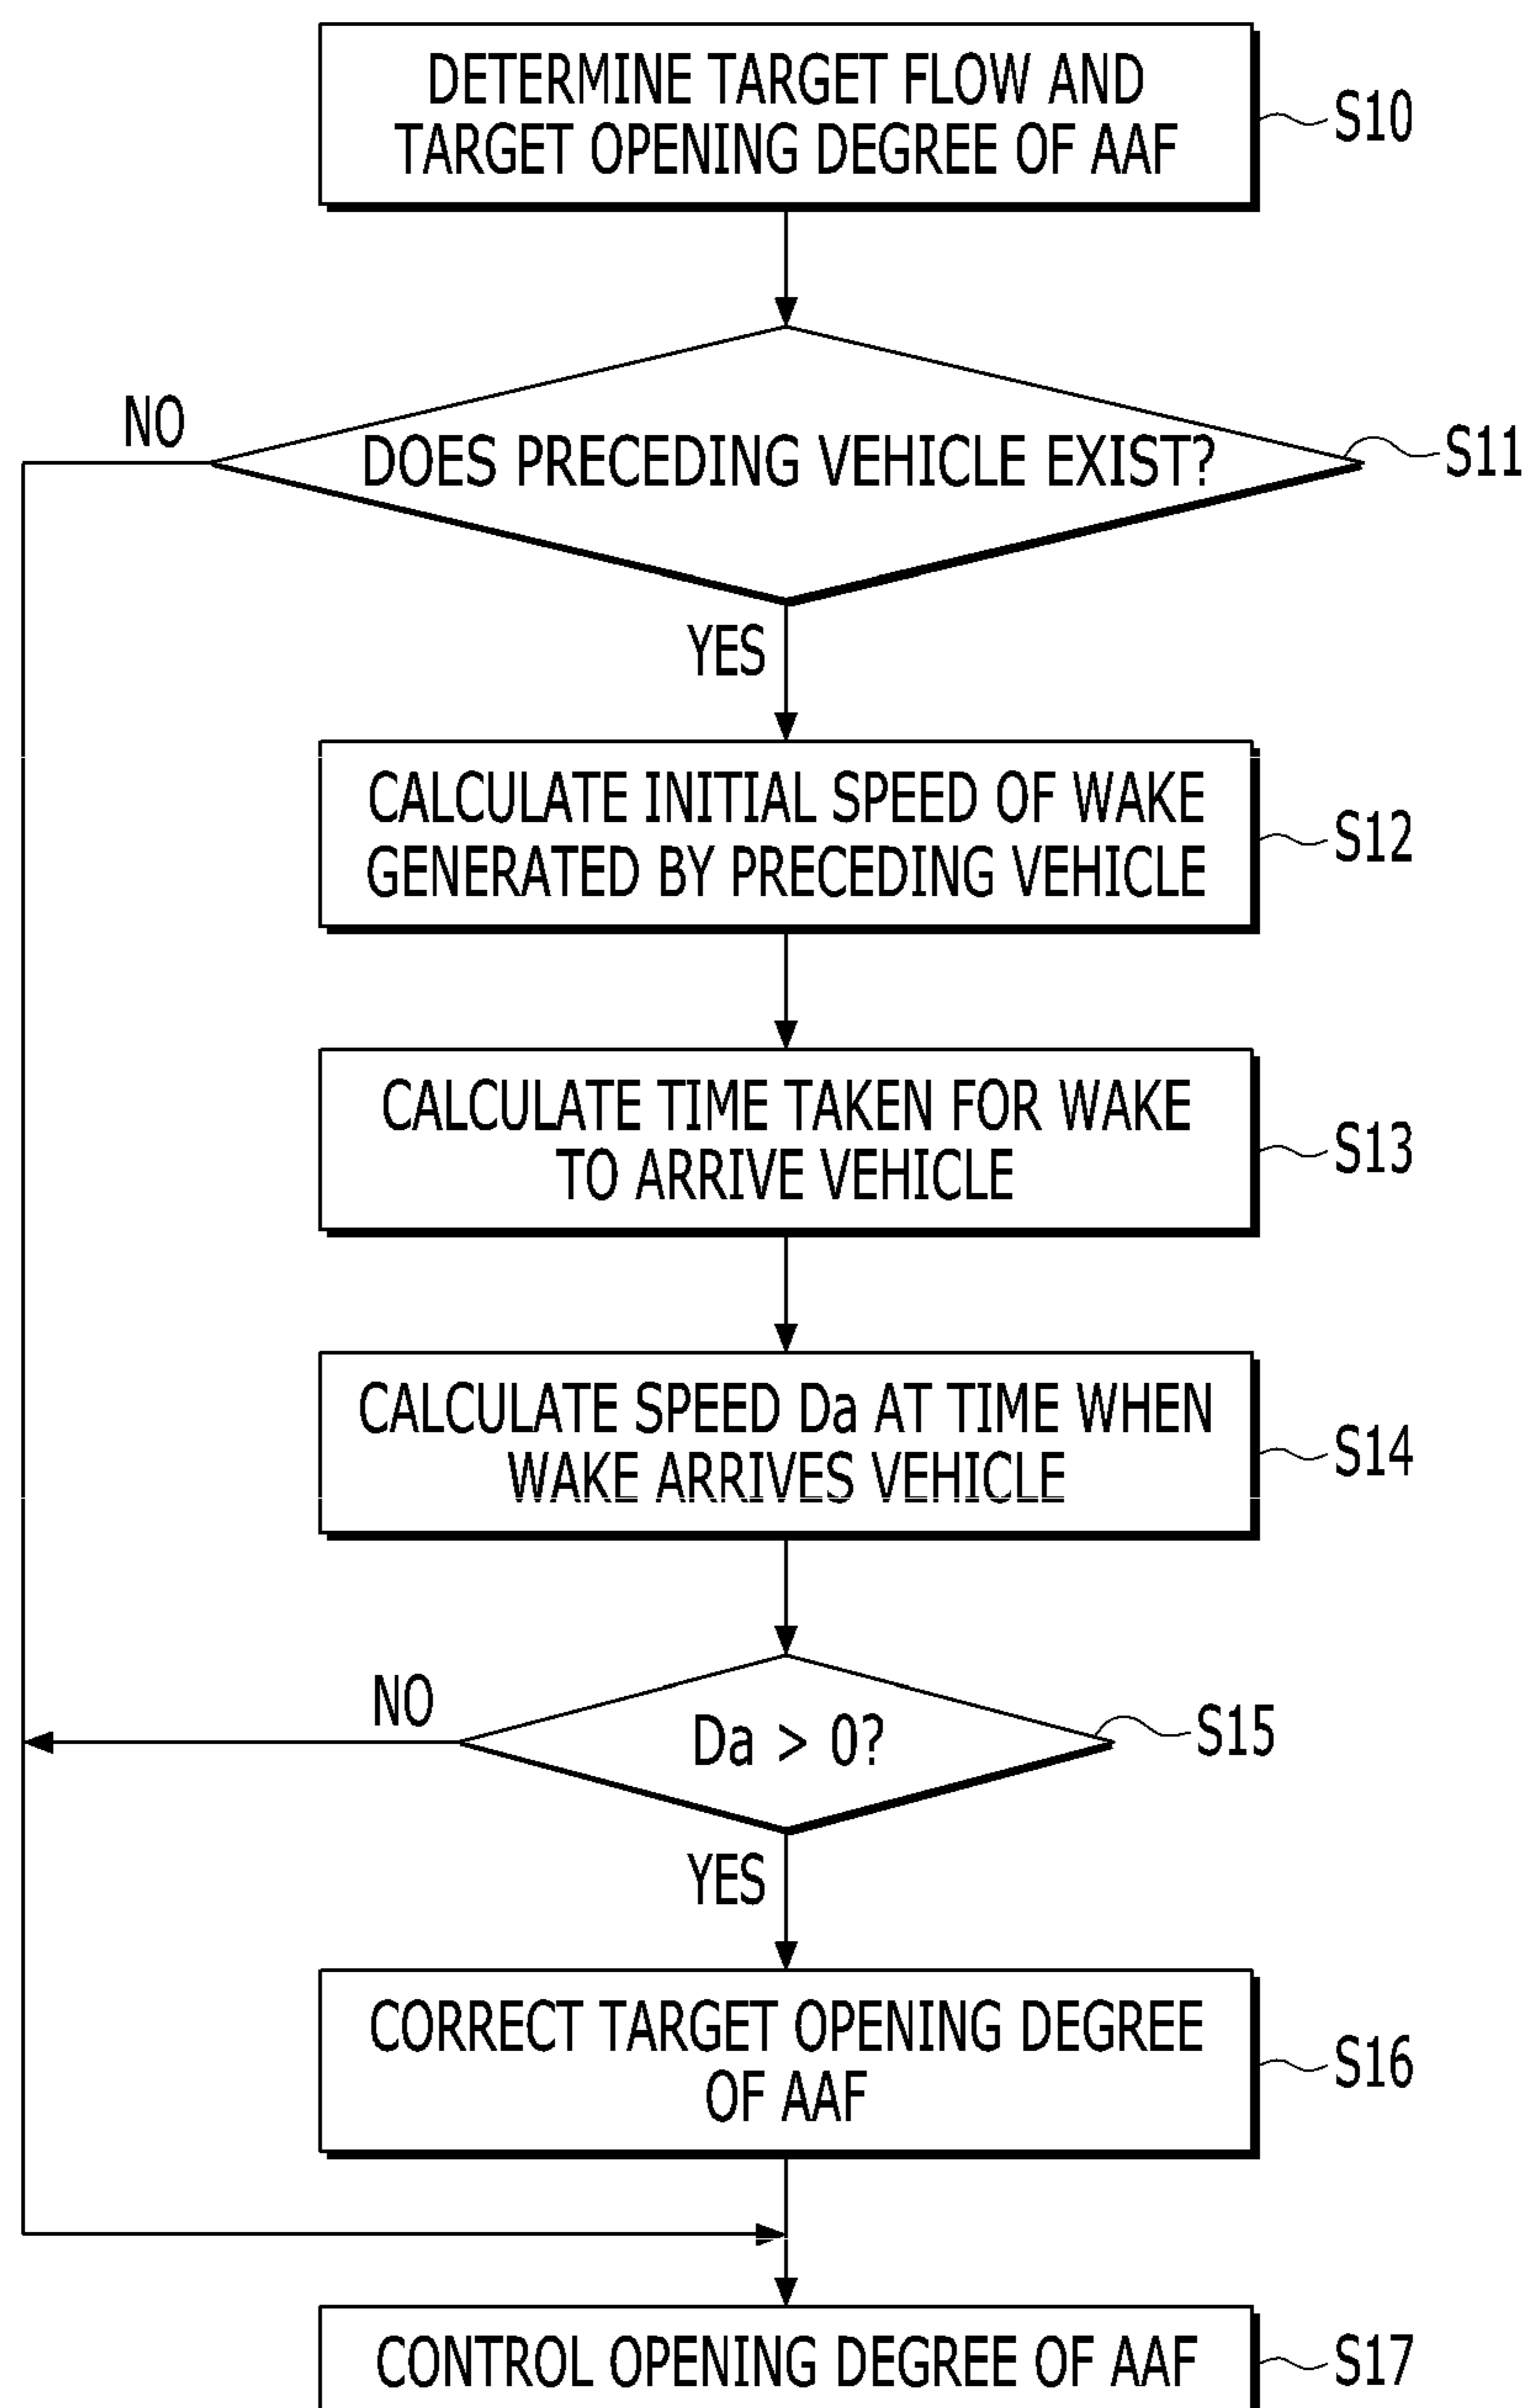 DETERMINE TARGET FLOW AND
TARGET OPENING DEGREE OF AAF
S10
DOES PRECEDING VEHICLE EXIST?
S11
NO
YES
CALCULATE INITIAL SPEED OF WAKE
GENERATED BY PRECEDING VEHICLE
S12
CALCULATE TIME TAKEN FOR WAKE
TO ARRIVE VEHICLE
S13
CALCULATE SPEED Da AT TIME WHEN
WAKE ARRIVES VEHICLE
S14
Da > 0?
S15
NO
YES
CORRECT TARGET OPENING DEGREE
OF AAF
S16
CONTROL OPENING DEGREE OF AAF
S17